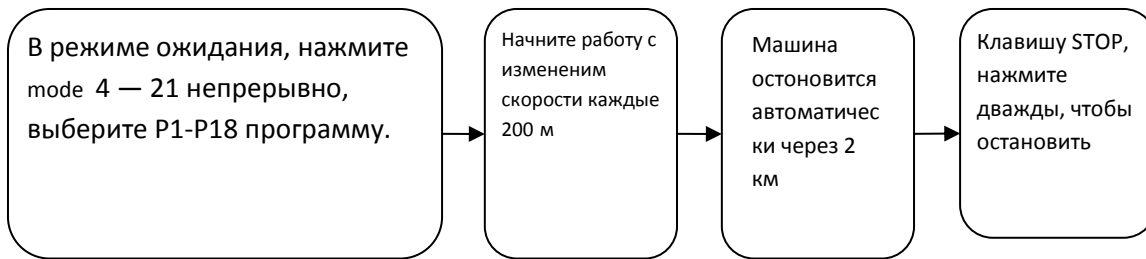 В режиме ожидания, нажмите
mode 4 — 21 непрерывно,
выберите P1-P18 программу.
Начните работу с
измененим
скорости каждые
200 м
Машина
остоновится
автоматичес
ки через 2
км
Клавишу STOP,
нажмите
дважды, чтобы
остановить